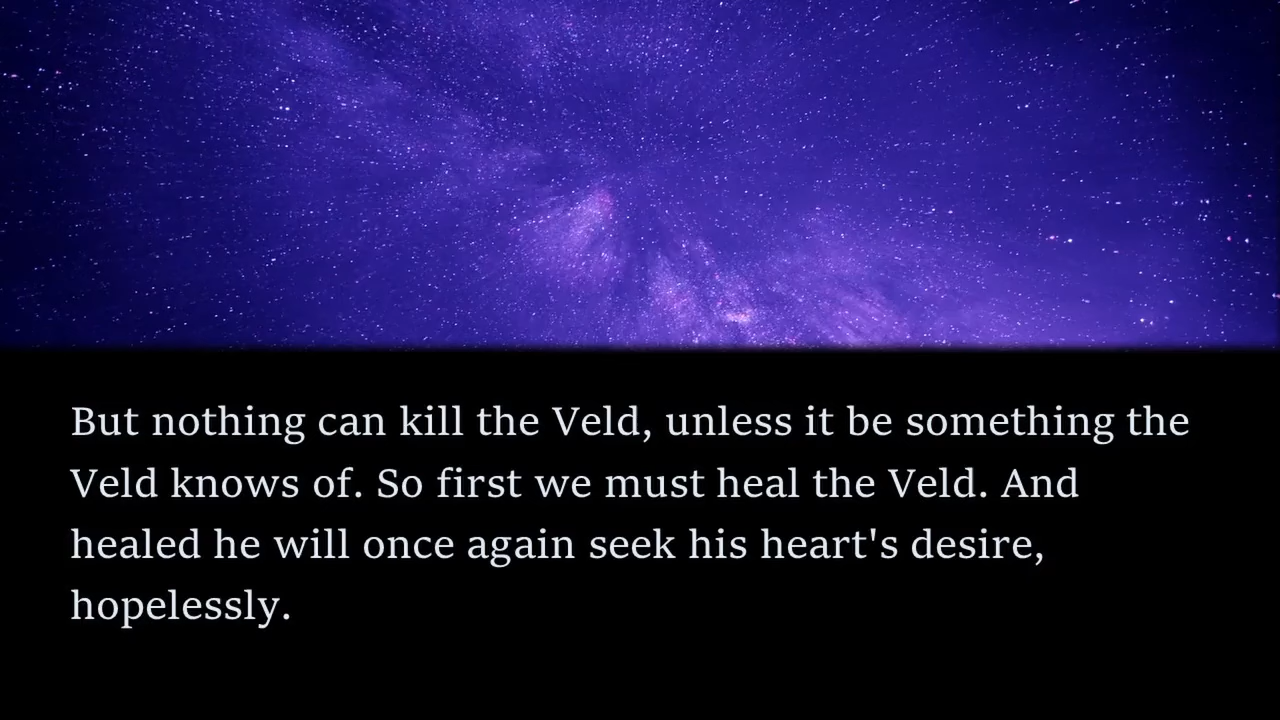 But nothing can kill the Veld, unless it be something the
Veld knows of. So first we must heal the Veld. And
healed he will once again seek his heart's desire,
hopelessly.